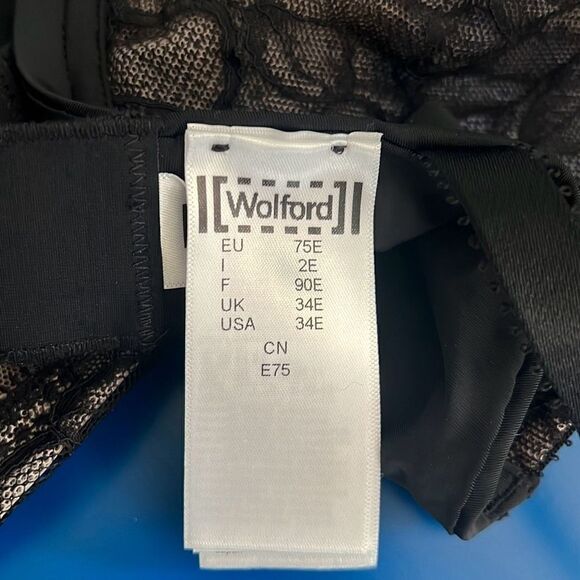 Wolford
EU 75E
I 2E
F 90E
UK 34E
USA 34E
CN
E75